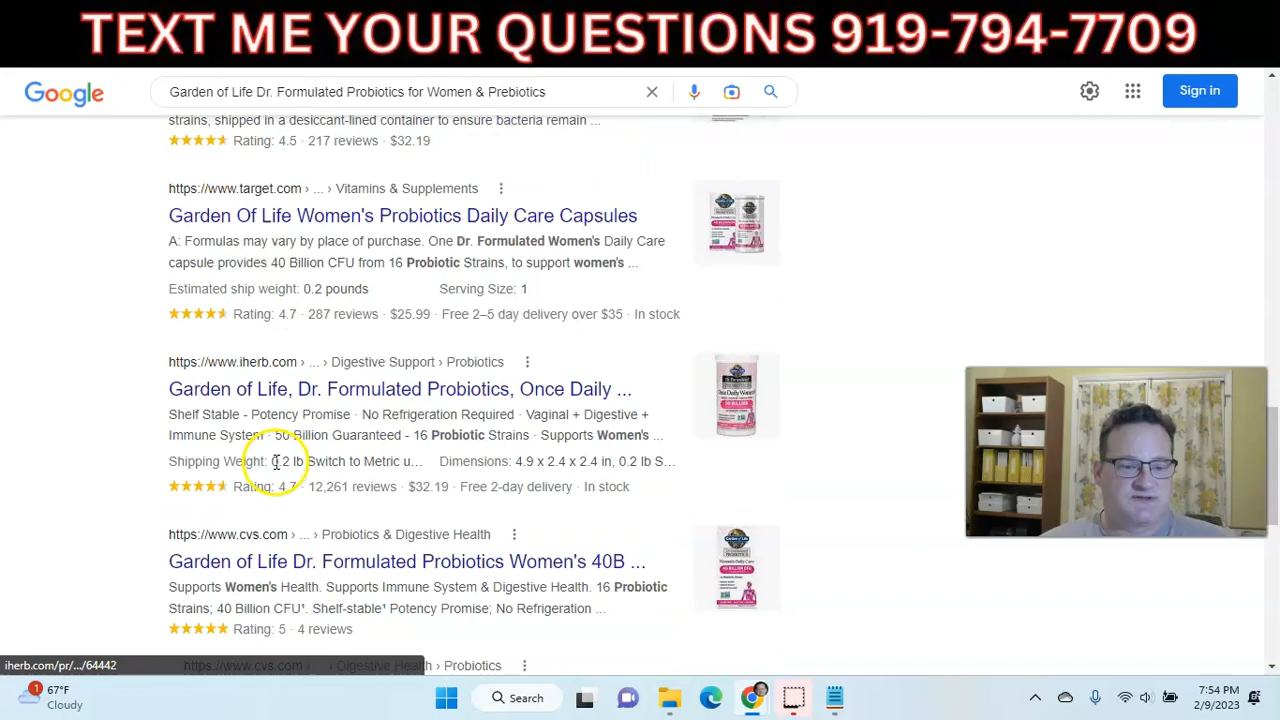 TEXT ME YOUR QUESTIONS 919-794-7709
Google
Garden of Life Dr. Formulated Probiotics for Women & Prebiotics
Sign in
strains, shipped in a desiccant-lined container to ensure bacteria remain ...
Rating: 4.5 · 217 reviews · $32.19
https://www.target.com › ... › Vitamins & Supplements
Garden Of Life Women's Probiotics Daily Care Capsules
A: Formulas may vary by place of purchase. Our Dr. Formulated Women's Daily Care
capsule provides 40 Billion CFU from 16 Probiotic Strains, to support women's ...
Estimated ship weight: 0.2 pounds Serving Size: 1
Rating: 4.7 · 287 reviews · $25.99 · Free 2–5 day delivery over $35 · In stock
https://www.iherb.com › ... › Digestive Support › Probiotics
Garden of Life, Dr. Formulated Probiotics, Once Daily ...
Shelf Stable - Potency Promise · No Refrigeration Required · Vaginal + Digestive +
Immune System · 50 Billion Guaranteed - 16 Probiotic Strains · Supports Women's ...
Shipping Weight: 0.2 lb Switch to Metric u... Dimensions: 4.9 x 2.4 x 2.4 in, 0.2 lb S...
Rating: 4.7 · 12,261 reviews · $32.19 · Free 2-day delivery · In stock
https://www.cvs.com › ... › Probiotics & Digestive Health
Garden of Life Dr. Formulated Probiotics Women's 40B ...
Supports Women's Supports Immune System & Digestive Health. 16 Probiotic
Strains; 40 Billion CFU; Shelf-stable¹ Potency Promise; No Refrigeration ...
Rating: 5 · 4 reviews
https://www.cvs.com › Digestive Health › Probiotics
iherb.com/pr/.../64442
1
67°F
Cloudy
Search
7:54 PM
2/9/2023